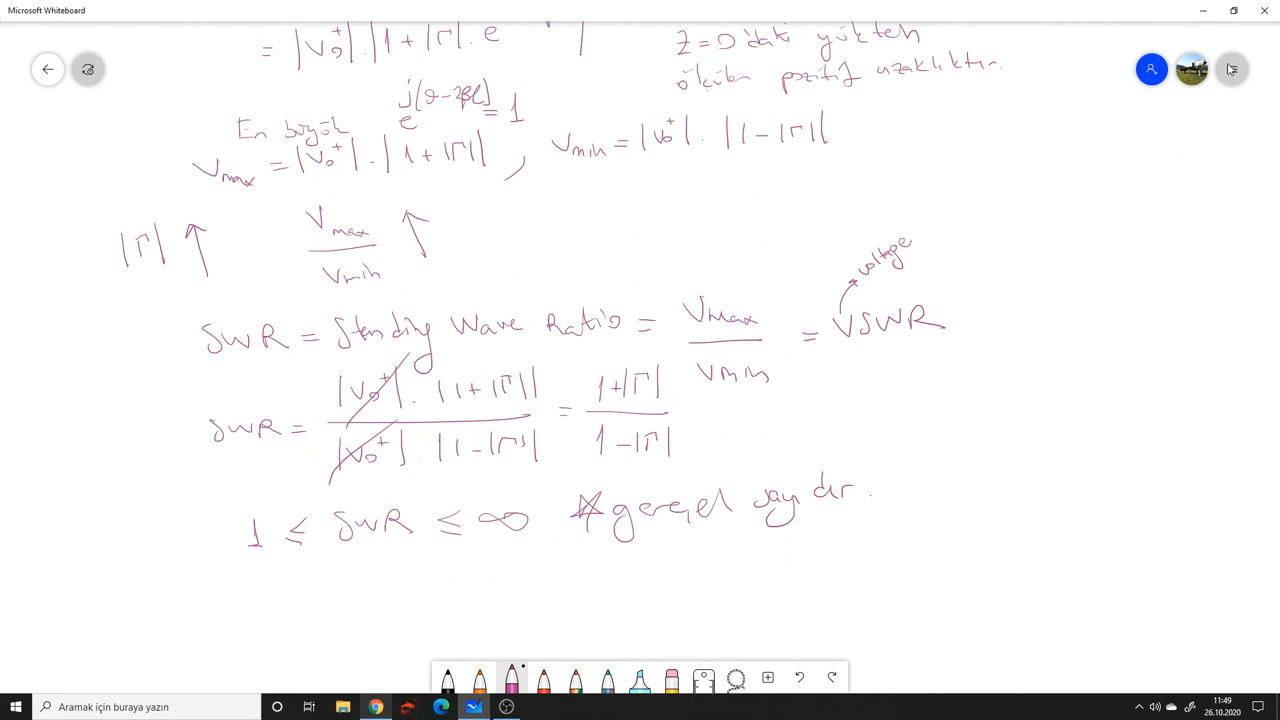 Microsoft Whiteboard
= |V₀⁺| . |1 + |Γ| . e
z=0'daki yükten
ölçülen pozitif uzaklıktır.
En büyük e^j(θ-2βl) = 1
Vmax = |V₀⁺| . |1 + |Γ|| , Vmin = |V₀⁺| . |1 - |Γ||
|Γ| ↑ Vmax / Vmin ↑
voltage
SWR = Standing Wave Ratio = Vmax / Vmin = VSWR
SWR = |V₀⁺| . |1 + |Γ|| / |V₀⁺| . |1 - |Γ|| = 1+|Γ| / 1-|Γ|
1 ≤ SWR ≤ ∞ * gerçel sayıdır.
Aramak için buraya yazın
11:49
26.10.2020